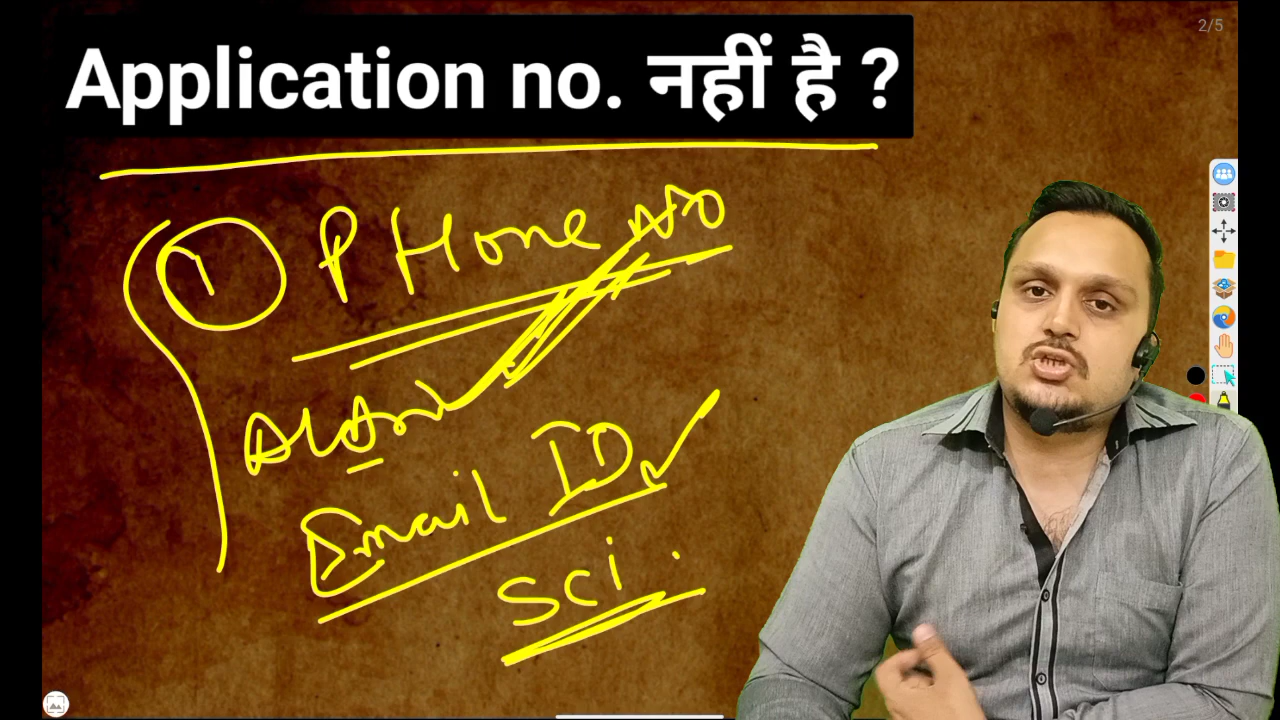 Application no. नहीं है ?
2/5
1 PHone no
Email ID
Sci.